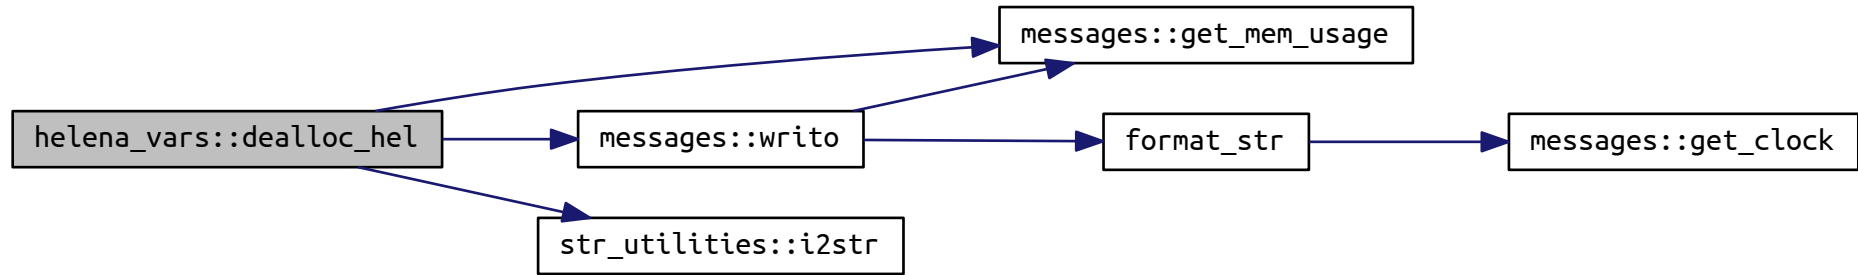 messages::get_mem_usage
helena_vars::dealloc_hel
messages::writo
format_str
messages::get_clock
str_utilities::i2str